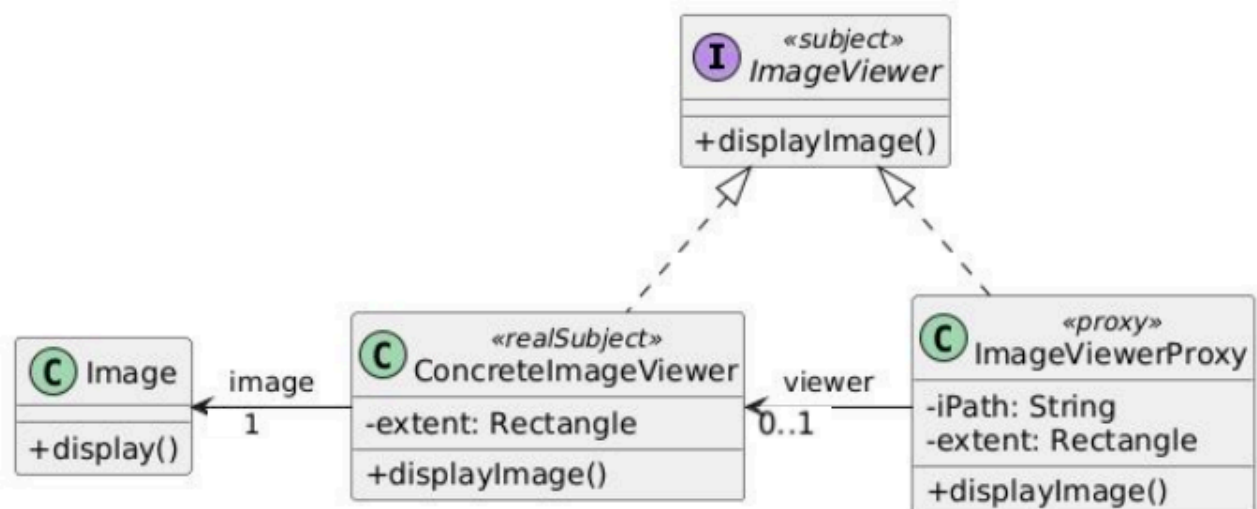 I
«subject»
ImageViewer
+displayImage()
C
Image
+display()
image
1
C
«realSubject»
ConcreteImageViewer
-extent: Rectangle
+displayImage()
viewer
0..1
C
«proxy»
ImageViewerProxy
-iPath: String
-extent: Rectangle
+displayImage()